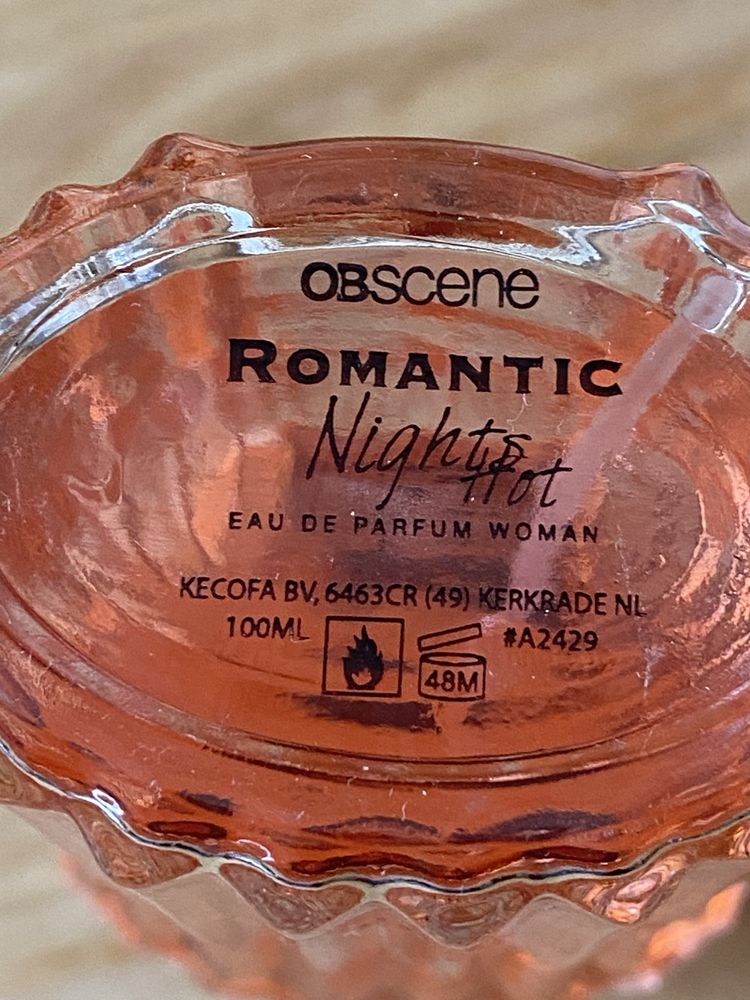 OBscene
ROMANTIC
Nights
Hot
EAU DE PARFUM WOMAN
KECOFA BV, 6463CR (49) KERKRADE NL
100ML
48M
#A2429